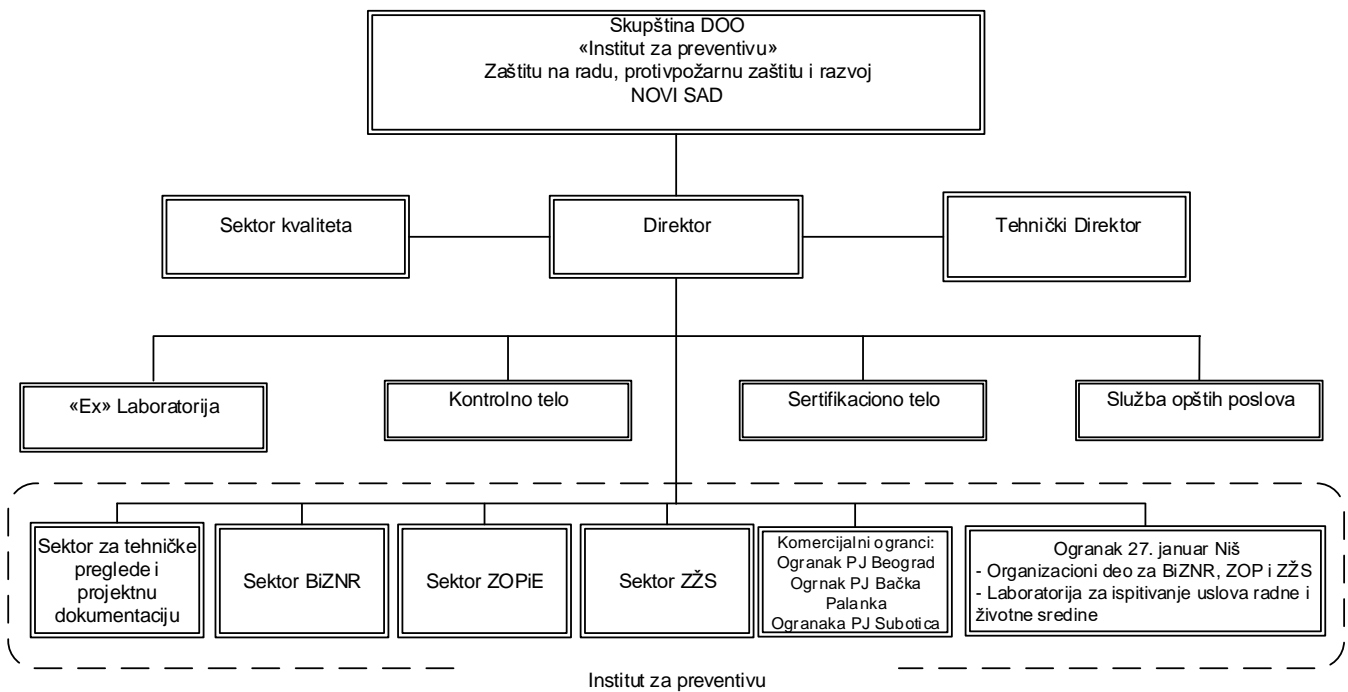 Skupština DOO
«Institut za preventivu»
Zaštitu na radu, protivpožarnu zaštitu i razvoj
NOVI SAD
Sektor kvaliteta
Direktor
Tehnički Direktor
«Ex» Laboratorija
Kontrolno telo
Sertifikaciono telo
Služba opštih poslova
Sektor za tehničke
preglede i
projektnu
dokumentaciju
Sektor BiZNR
Sektor ZOPiE
Sektor ZŽS
Komercijalni ogranci:
Ogranak PJ Beograd
Ogrnak PJ Bačka
Palanka
Ogranaka PJ Subotica
Ogranak 27. januar Niš
- Organizacioni deo za BiZNR, ZOP i ZŽS
- Laboratorija za ispitivanje uslova radne i
životne sredine
Institut za preventivu